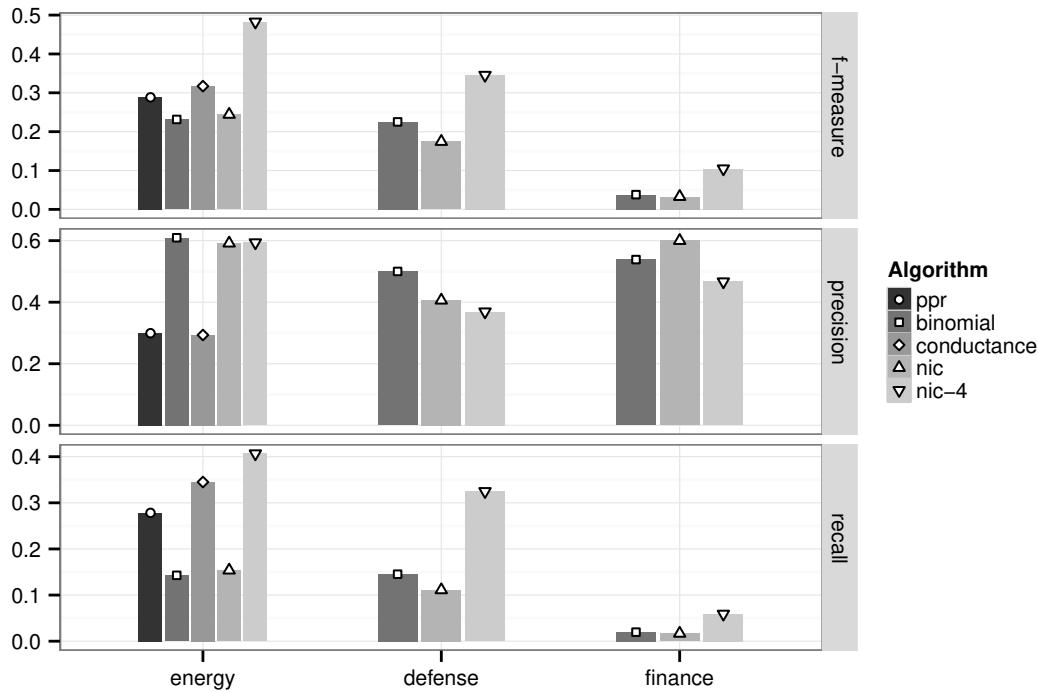 0.5
0.4
0.3
0.2
0.1
0.0
f−measure
0.6
0.4
0.2
0.0
precision
0.4
0.3
0.2
0.1
0.0
recall
energy
defense
finance
Algorithm
ppr
binomial
conductance
nic
nic−4